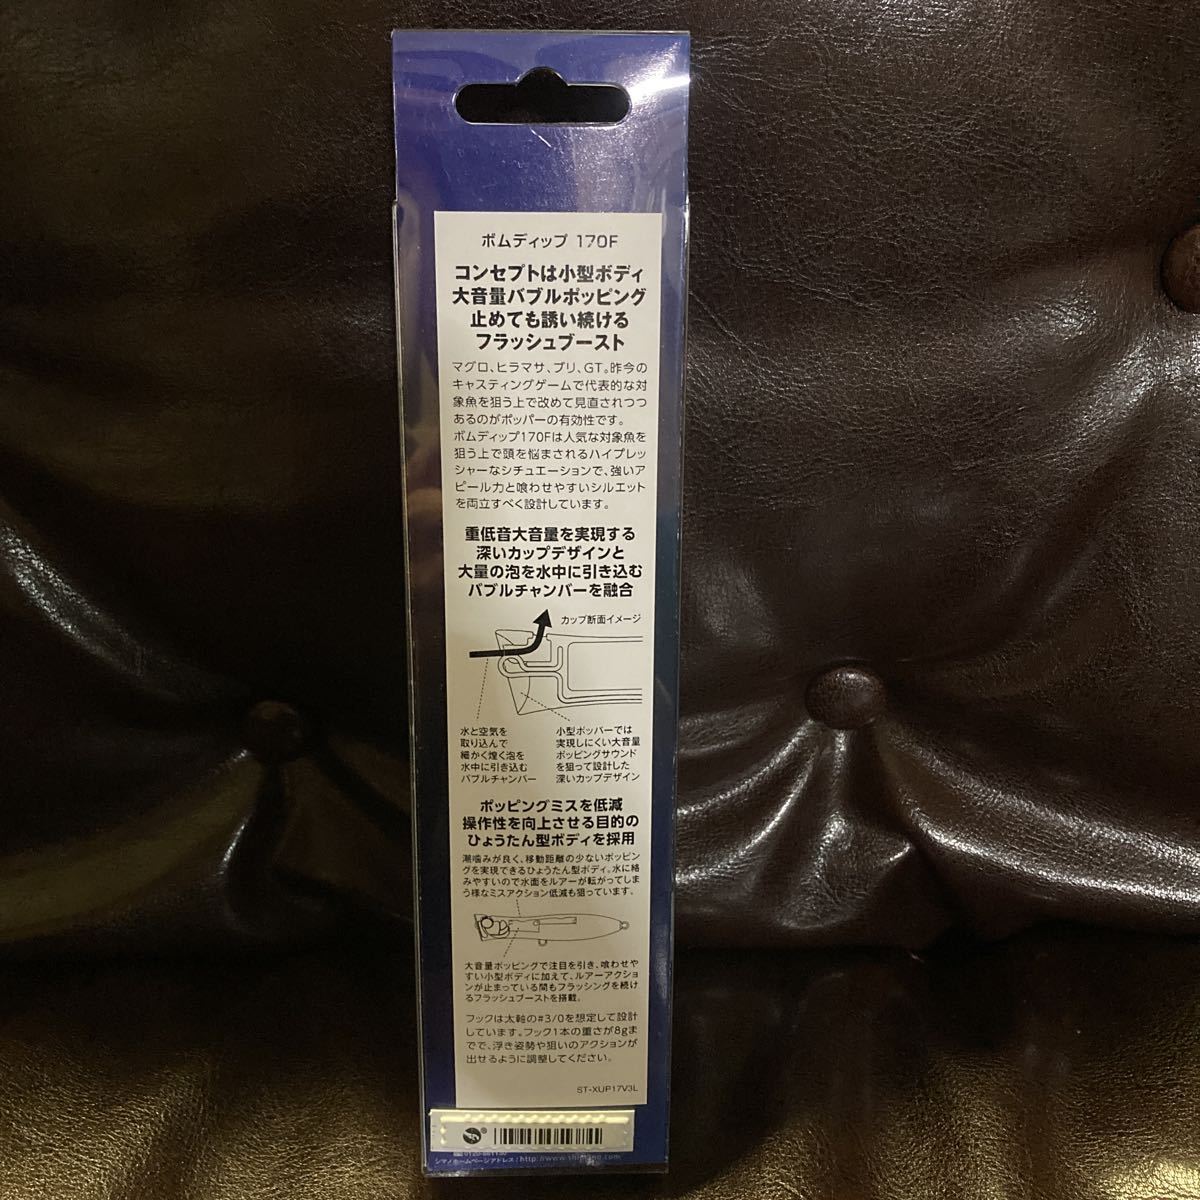 ボムディップ 170F
コンセプトは小型ボディ
大音量バブルポッピング
止めても誘い続ける
フラッシュブースト
マグロ、ヒラマサ、ブリ、GT。昨今の
キャスティングゲームで代表的な対
象魚を狙う上で改めて見直されつつ
あるのがポッパーの有効性です。
ボムディップ170Fは人気な対象魚を
狙う上で頭を悩まされるハイプレッ
シャーなシチュエーションで、強いア
ピール力と喰わせやすいシルエット
を両立すべく設計しています。
重低音大音量を実現する
深いカップデザインと
大量の泡を水中に引き込む
バブルチャンバーを融合
カップ断面イメージ
水と空気を
取り込んで
細かく煌く泡を
水中に引き込む
バブルチャンバー
小型ポッパーでは
実現しにくい大音量
ポッピングサウンド
を狙って設計した
深いカップデザイン
ポッピングミスを低減
操作性を向上させる目的の
ひょうたん型ボディを採用
潮噛みが良く、移動距離の少ないポッピン
グを実現できるひょうたん型ボディ。水に絡
みやすいので水面をルアーが転がってしま
う様なミスアクション低減も狙っています。
大音量ポッピングで注目を引き、喰わせや
すい小型ボディに加えて、ルアーアクショ
ンが止まっている間もフラッシングを続け
るフラッシュブーストを搭載。
フックは太軸の#3/0を想定して設計
しています。フック1本の重さが8gま
でで、浮き姿勢や狙いのアクションが
出せるように調整してください。
ST-XUP17V3L
シマノホームページアドレス:http://www.shimano.com